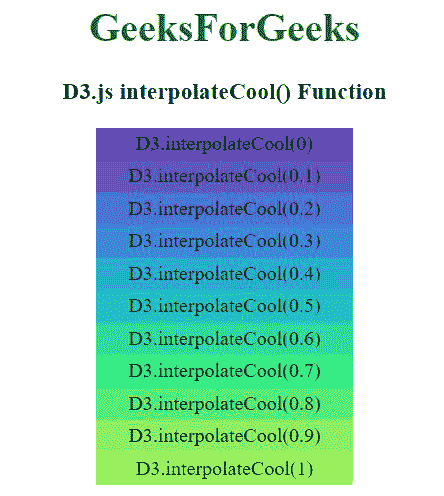 GeeksForGeeks
D3.js interpolateCool() Function
D3.interpolateCool(0)
D3.interpolateCool(0.1)
D3.interpolateCool(0.2)
D3.interpolateCool(0.3)
D3.interpolateCool(0.4)
D3.interpolateCool(0.5)
D3.interpolateCool(0.6)
D3.interpolateCool(0.7)
D3.interpolateCool(0.8)
D3.interpolateCool(0.9)
D3.interpolateCool(1)